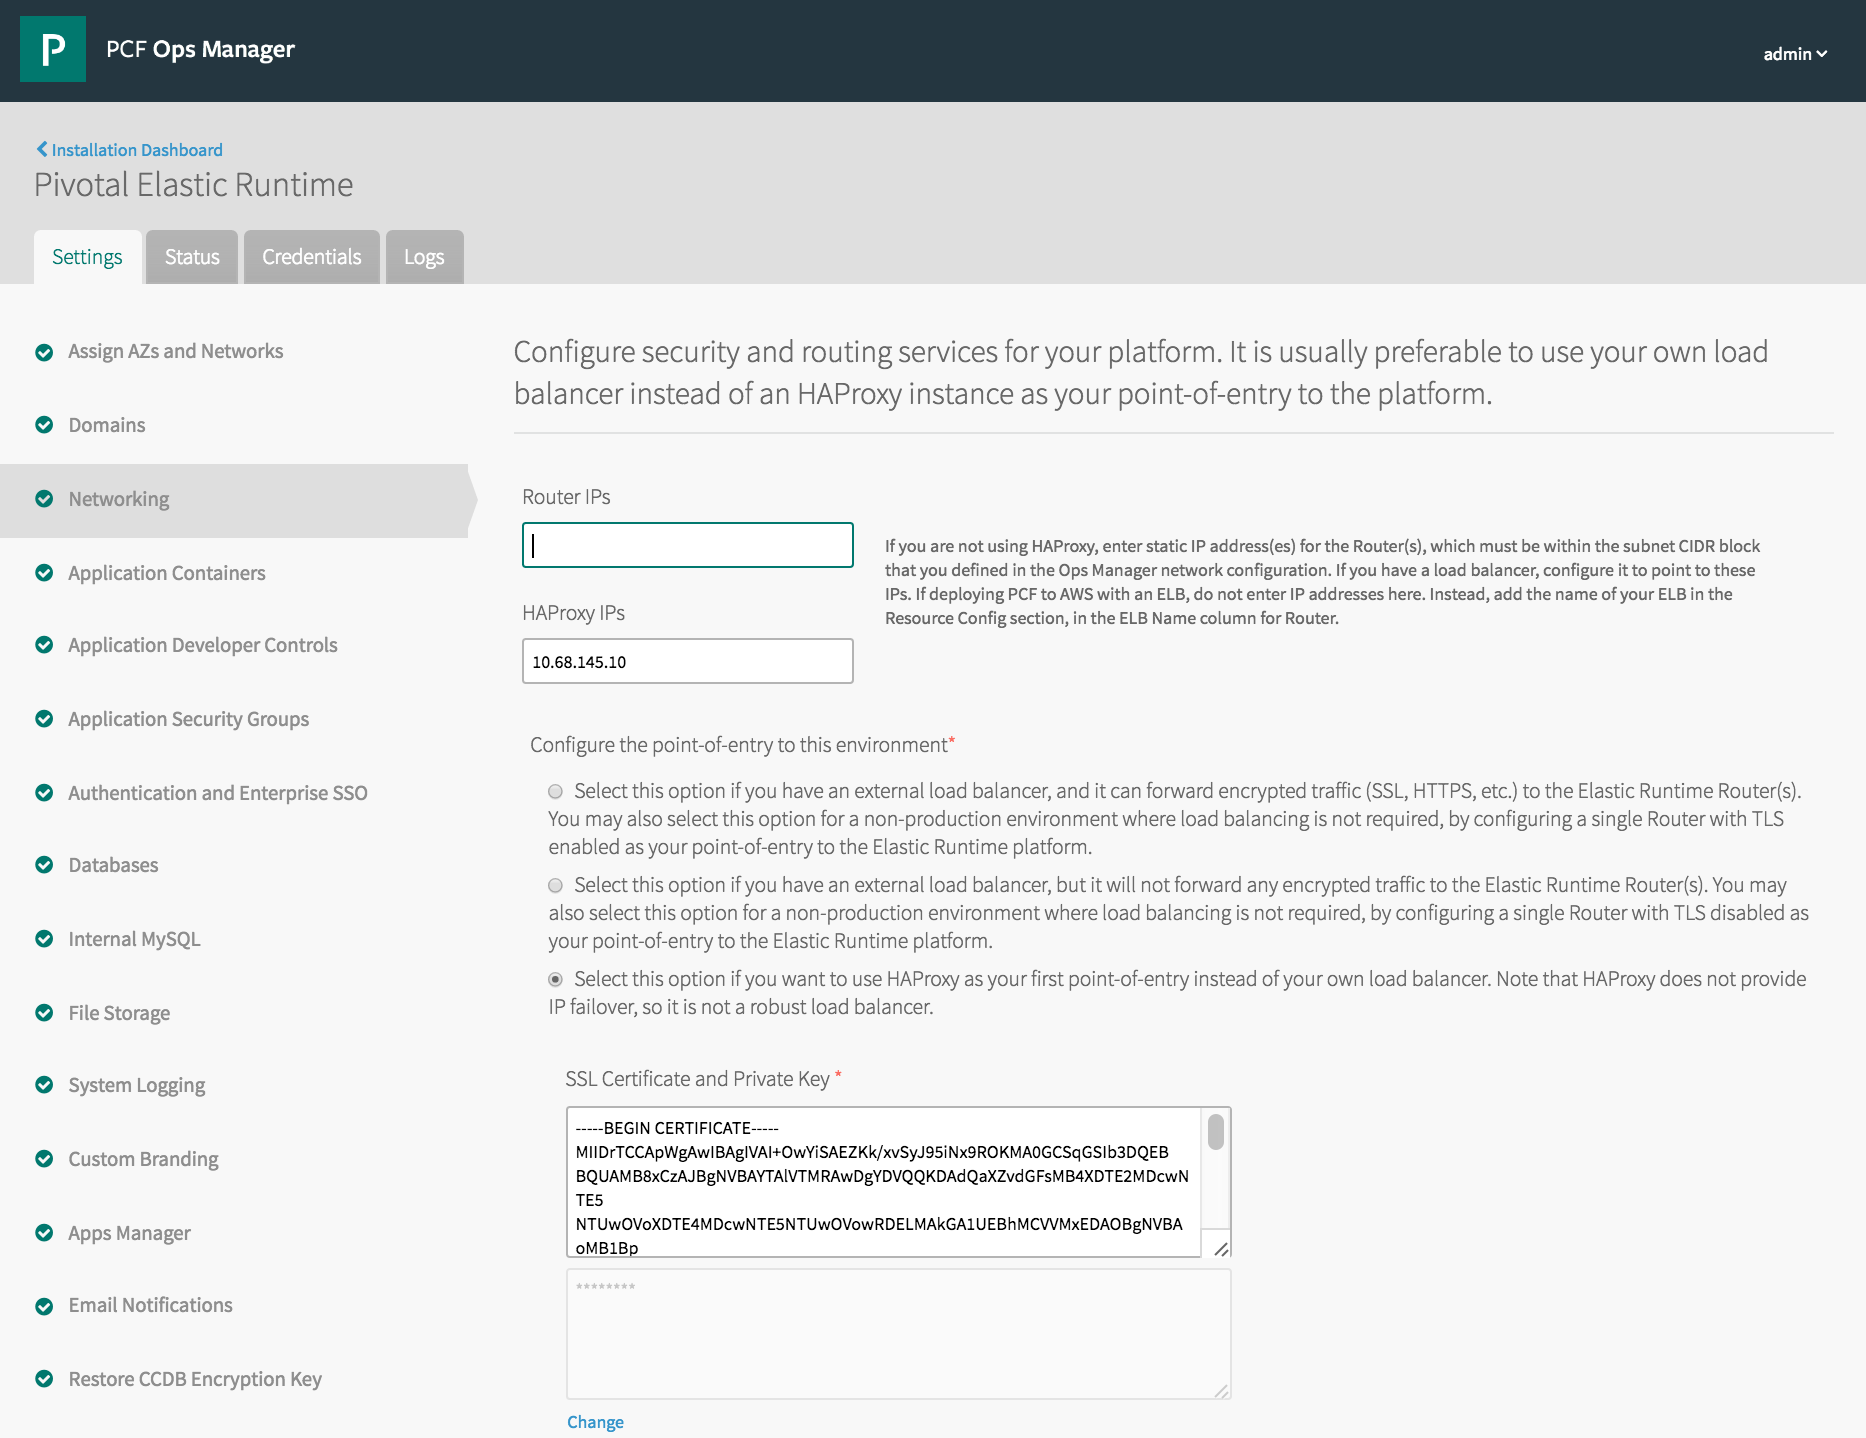 P
PCF Ops Manager
admin
Installation Dashboard
Pivotal Elastic Runtime
Settings
Status
Credentials
Logs
Assign AZs and Networks
Domains
Networking
Application Containers
Application Developer Controls
Application Security Groups
Authentication and Enterprise SSO
Databases
Internal MySQL
File Storage
System Logging
Custom Branding
Apps Manager
Email Notifications
Restore CCDB Encryption Key
Configure security and routing services for your platform. It is usually preferable to use your own load
balancer instead of an HAProxy instance as your point-of-entry to the platform.
Router IPs
If you are not using HAProxy, enter static IP address(es) for the Router(s), which must be within the subnet CIDR block
that you defined in the Ops Manager network configuration. If you have a load balancer, configure it to point to these
IPs. If deploying PCF to AWS with an ELB, do not enter IP addresses here. Instead, add the name of your ELB in the
Resource Config section, in the ELB Name column for Router.
HAProxy IPs
10.68.145.10
Configure the point-of-entry to this environment*
Select this option if you have an external load balancer, and it can forward encrypted traffic (SSL, HTTPS, etc.) to the Elastic Runtime Router(s).
You may also select this option for a non-production environment where load balancing is not required, by configuring a single Router with TLS
enabled as your point-of-entry to the Elastic Runtime platform.
Select this option if you have an external load balancer, but it will not forward any encrypted traffic to the Elastic Runtime Router(s). You may
also select this option for a non-production environment where load balancing is not required, by configuring a single Router with TLS disabled as
your point-of-entry to the Elastic Runtime platform.
Select this option if you want to use HAProxy as your first point-of-entry instead of your own load balancer. Note that HAProxy does not provide
IP failover, so it is not a robust load balancer.
SSL Certificate and Private Key *
-----BEGIN CERTIFICATE-----
MIIDrTCCApWgAwIBAgIVAI+OwYiSAEZKk/xvSyJ95iNx9ROKMA0GCSqGSIb3DQEB
BQUAMB8xCzAJBgNVBAYTAlVTMRAwDgYDVQQKDAdQaXZvdGFsMB4XDTE2MDcwN
TE5
NTUwOVoXDTE4MDcwNTE5NTUwOVowRDELMAkGA1UEBhMCVVMxEDAOBgNVBA
oMB1Bp
********
Change